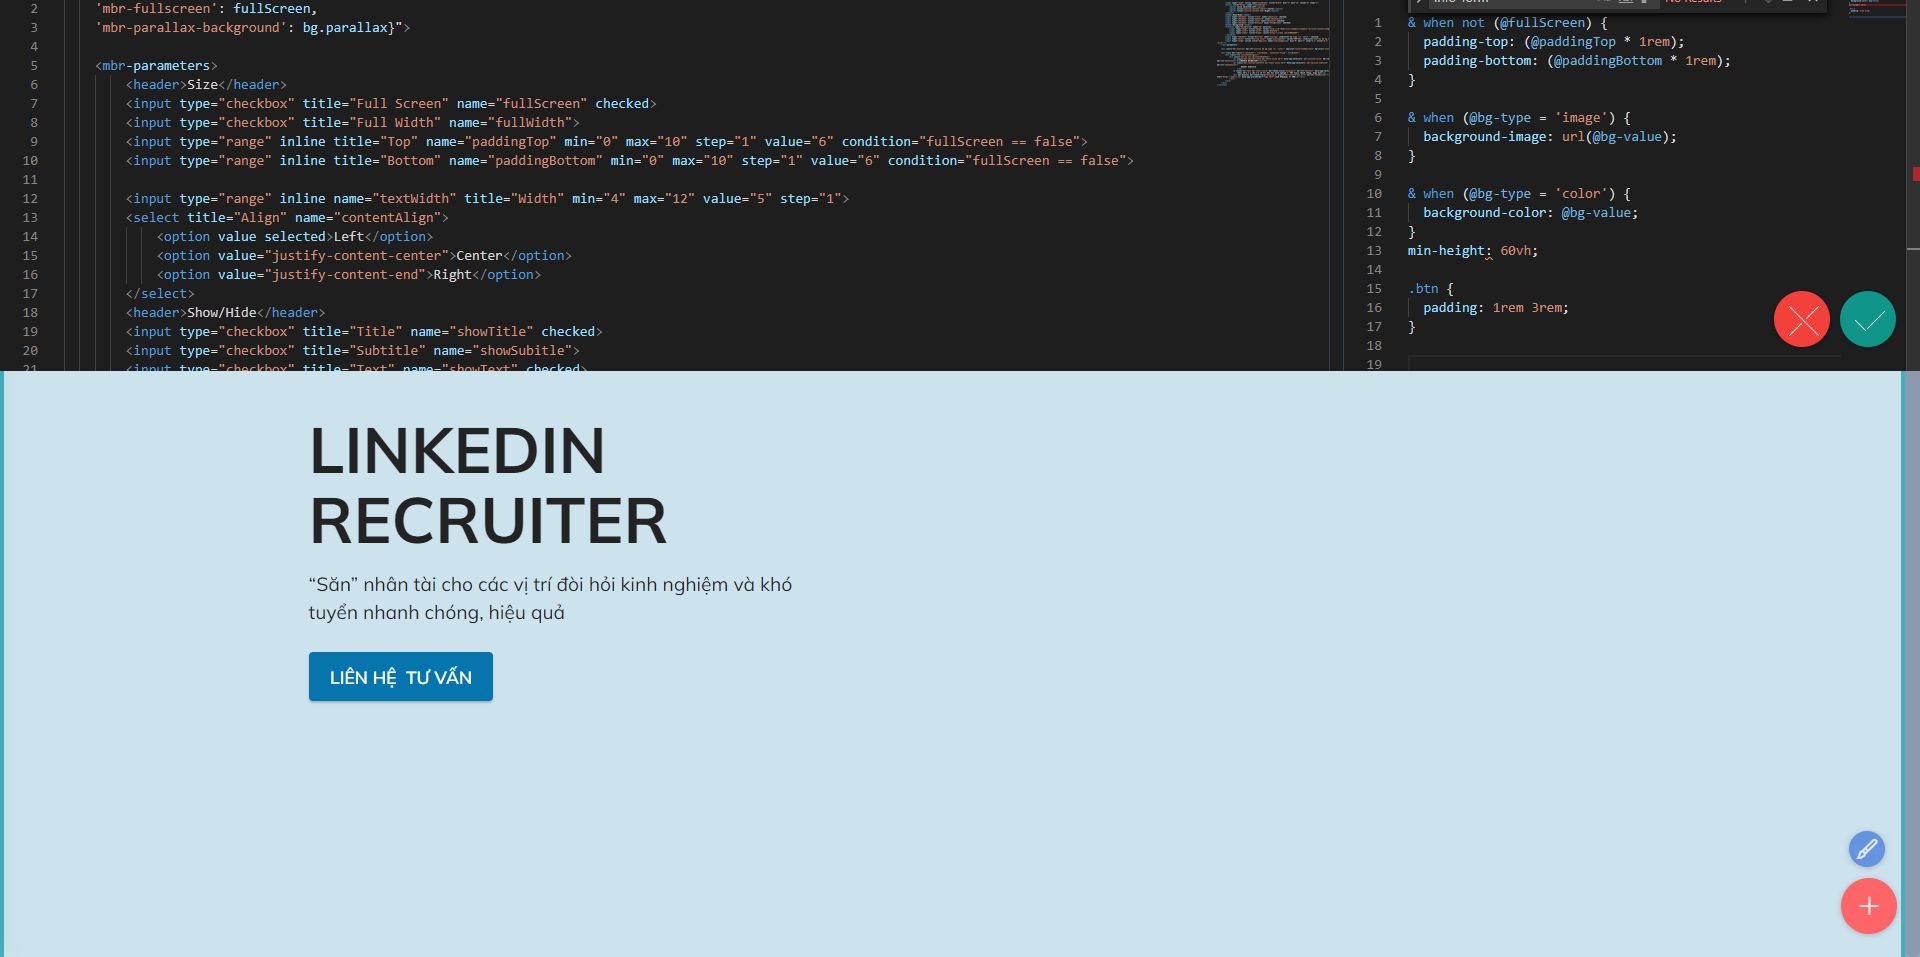 2 'mbr-fullscreen': fullScreen,
3 'mbr-parallax-background': bg.parallax}">
4
5 <mbr-parameters>
6 <header>Size</header>
7 <input type="checkbox" title="Full Screen" name="fullScreen" checked>
8 <input type="checkbox" title="Full Width" name="fullWidth">
9 <input type="range" inline title="Top" name="paddingTop" min="0" max="10" step="1" value="6" condition="fullScreen == false">
10 <input type="range" inline title="Bottom" name="paddingBottom" min="0" max="10" step="1" value="6" condition="fullScreen == false">
11
12 <input type="range" inline name="textWidth" title="Width" min="4" max="12" value="5" step="1">
13 <select title="Align" name="contentAlign">
14 <option value selected>Left</option>
15 <option value="justify-content-center">Center</option>
16 <option value="justify-content-end">Right</option>
17 </select>
18 <header>Show/Hide</header>
19 <input type="checkbox" title="Title" name="showTitle" checked>
20 <input type="checkbox" title="Subtitle" name="showSubitle">
21 <input type="checkbox" title="Text" name="showText" checked>
No Results
1 & when not (@fullScreen) {
2 padding-top: (@paddingTop * 1rem);
3 padding-bottom: (@paddingBottom * 1rem);
4 }
5
6 & when (@bg-type = 'image') {
7 background-image: url(@bg-value);
8 }
9
10 & when (@bg-type = 'color') {
11 background-color: @bg-value;
12 }
13 min-height: 60vh;
14
15 .btn {
16 padding: 1rem 3rem;
17 }
18
19
LINKEDIN
RECRUITER
“Săn” nhân tài cho các vị trí đòi hỏi kinh nghiệm và khó
tuyển nhanh chóng, hiệu quả
LIÊN HỆ  TƯ VẤN